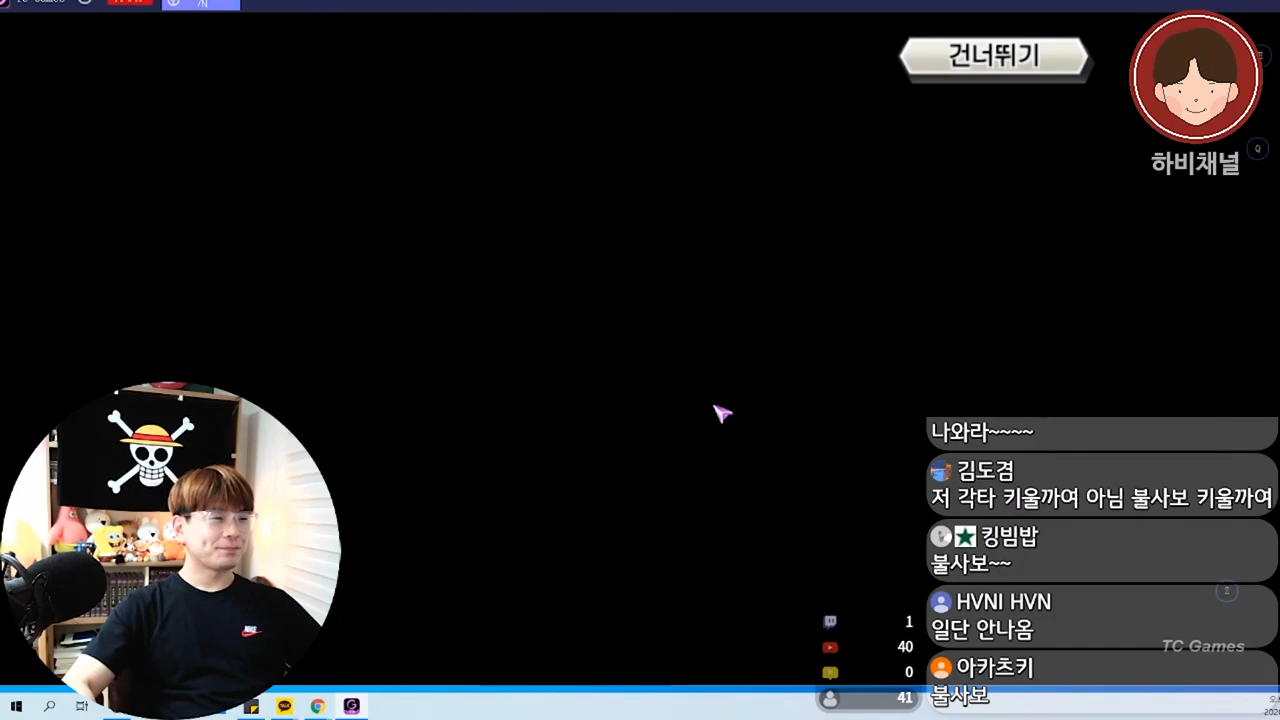 건너뛰기
하비채널
Q
나와라~~~~
김도겸
저 각타 키울까여 아님 불사보 키울까여
킹빔밥
불사보~~
HVNI HVN
일단 안나옴
TC Games
아카츠키
불사보
1
40
0
41